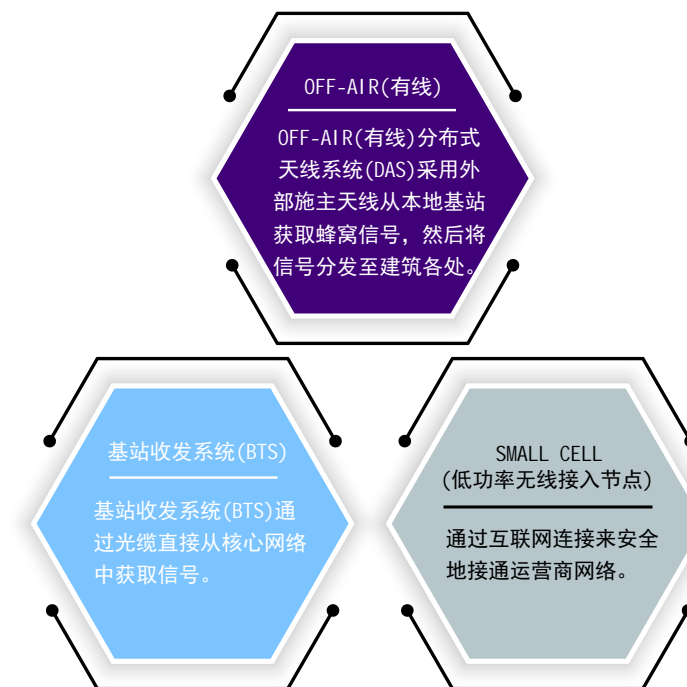 OFF-AIR(有线)
OFF-AIR(有线)分布式
天线系统(DAS)采用外
部施主天线从本地基站
获取蜂窝信号，然后将
信号分发至建筑各处。
基站收发系统(BTS)
基站收发系统(BTS)通
过光缆直接从核心网络
中获取信号。
SMALL CELL
(低功率无线接入节点)
通过互联网连接来安全
地接通运营商网络。